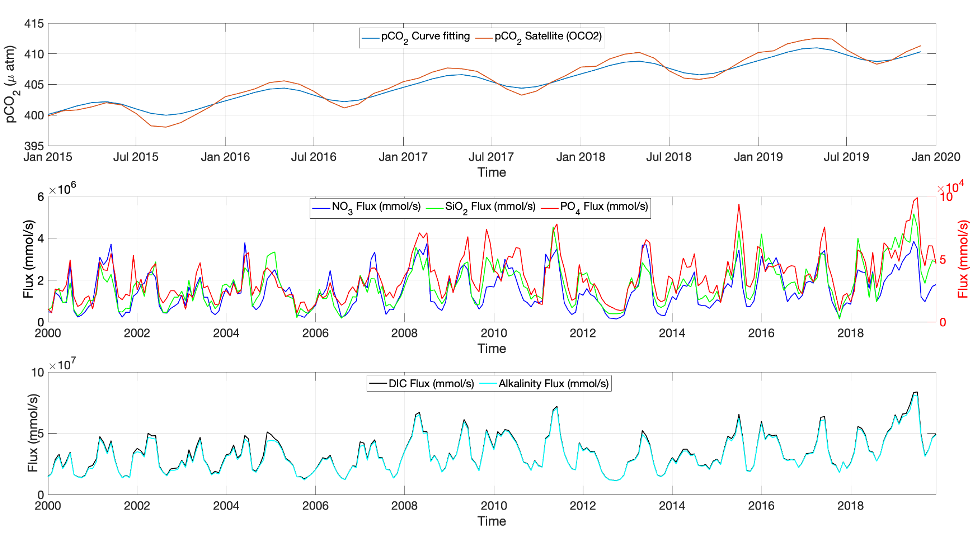 415
pCO2 Curve fitting pCO2 Satellite (OCO2)
410
405
400
395
pCO2 (μ atm)
Jan 2015 Jul 2015 Jan 2016 Jul 2016 Jan 2017 Jul 2017 Jan 2018 Jul 2018 Jan 2019 Jul 2019 Jan 2020
Time
×10^6
×10^4
6 10
NO3 Flux (mmol/s) SiO2 Flux (mmol/s) PO4 Flux (mmol/s)
4
5
2
0 0
Flux (mmol/s)
Flux (mmol/s)
2000 2002 2004 2006 2008 2010 2012 2014 2016 2018
Time
×10^7
10
DIC Flux (mmol/s) Alkalinity Flux (mmol/s)
5
0
Flux (mmol/s)
2000 2002 2004 2006 2008 2010 2012 2014 2016 2018
Time